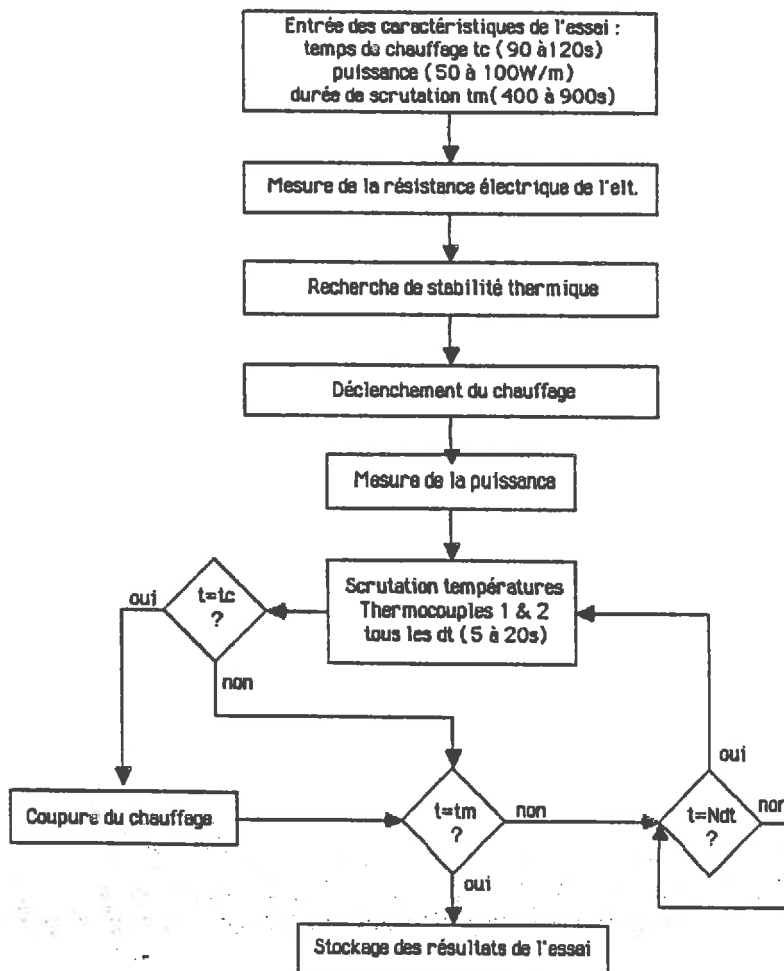 Entrée des caractéristiques de l'essai :
temps de chauffage tc (90 à120s)
puissance (50 à 100W/m)
durée de scrutation tm(400 à 900s)
Mesure de la résistance électrique de l'elt.
Recherche de stabilité thermique
Déclenchement du chauffage
Mesure de la puissance
Scrutation températures
Thermocouples 1 & 2
tous les dt (5 à 20s)
t=tc
?
oui
non
Coupure du chauffage
t=tm
?
non
oui
t=Ndt
?
oui
non
Stockage des résultats de l'essai